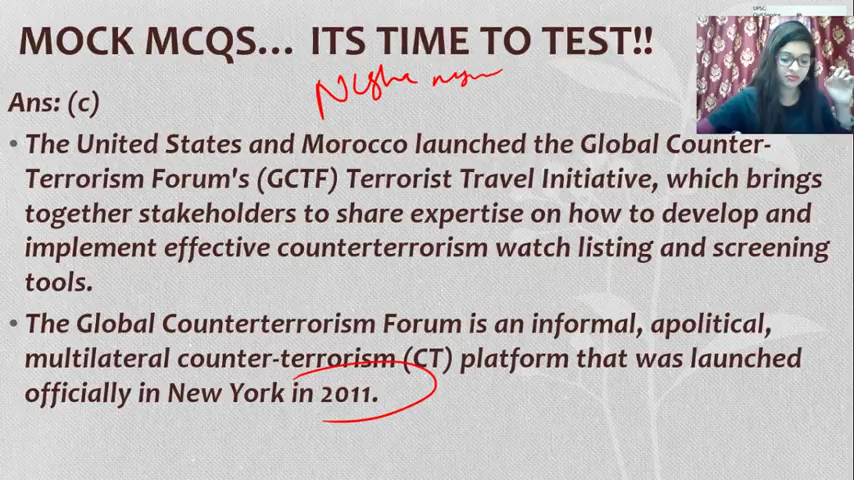 UPSC
MOCK MCQS... ITS TIME TO TEST!!
Ans: (c)
• The United States and Morocco launched the Global Counter-
Terrorism Forum's (GCTF) Terrorist Travel Initiative, which brings
together stakeholders to share expertise on how to develop and
implement effective counterterrorism watch listing and screening
tools.
• The Global Counterterrorism Forum is an informal, apolitical,
multilateral counter-terrorism (CT) platform that was launched
officially in New York in 2011.